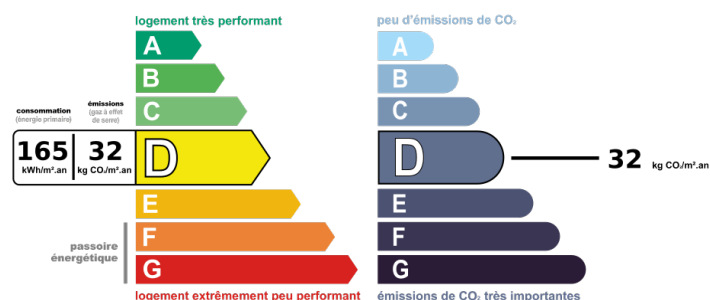 logement très performant
A
B
C
consommation
(énergie primaire)
émissions
(gaz à effet
de serre)
165
kWh/m².an
32
kg CO₂/m².an
D
E
F
G
passoire
énergétique
logement extrêmement peu performant
peu d'émissions de CO₂
A
B
C
D
32
kg CO₂/m².an
E
F
G
émissions de CO₂ très importantes